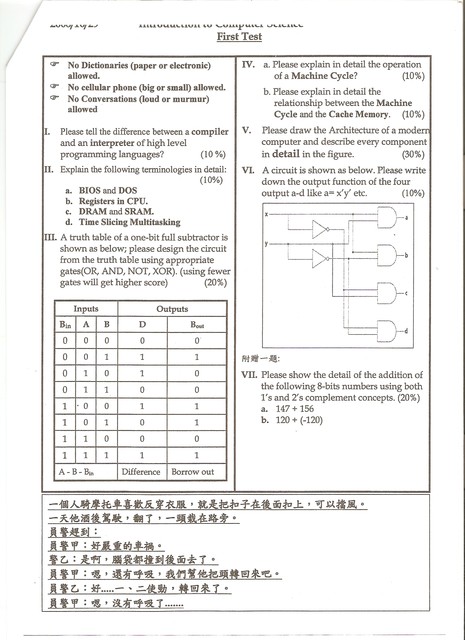 2006/10/25 Introduction to Computer Science
First Test
☞ No Dictionaries (paper or electronic)
allowed.
☞ No cellular phone (big or small) allowed.
☞ No Conversations (loud or murmur)
allowed
I. Please tell the difference between a compiler
and an interpreter of high level
programming languages? (10 %)
II. Explain the following terminologies in detail:
(10%)
a. BIOS and DOS
b. Registers in CPU.
c. DRAM and SRAM.
d. Time Slicing Multitasking
III. A truth table of a one-bit full subtractor is
shown as below; please design the circuit
from the truth table using appropriate
gates(OR, AND, NOT, XOR). (using fewer
gates will get higher score) (20%)
Inputs Outputs
Bin A B D Bout
0 0 0 0 0
0 0 1 1 1
0 1 0 1 0
0 1 1 0 0
1 0 0 1 1
1 0 1 0 1
1 1 0 0 0
1 1 1 1 1
A - B - Bin Difference Borrow out
IV. a. Please explain in detail the operation
of a Machine Cycle? (10%)
b. Please explain in detail the
relationship between the Machine
Cycle and the Cache Memory. (10%)
V. Please draw the Architecture of a modern
computer and describe every component
in detail in the figure. (30%)
VI. A circuit is shown as below. Please write
down the output function of the four
output a-d like a= x'y' etc. (10%)
x
a
y
b
c
d
附贈一題:
VII. Please show the detail of the addition of
the following 8-bits numbers using both
1's and 2's complement concepts. (20%)
a. 147 + 156
b. 120 + (-120)
一個人騎摩托車喜歡反穿衣服，就是把扣子在後面扣上，可以擋風。
一天他酒後駕駛，翻了，一頭栽在路旁。
員警趕到：
員警甲：好嚴重的車禍。
警乙：是啊，腦袋都撞到後面去了。
員警甲：嗯，還有呼吸，我們幫他把頭轉回來吧。
員警乙：好.....一、二使勁，轉回來了。
員警甲：嗯，沒有呼吸了.......